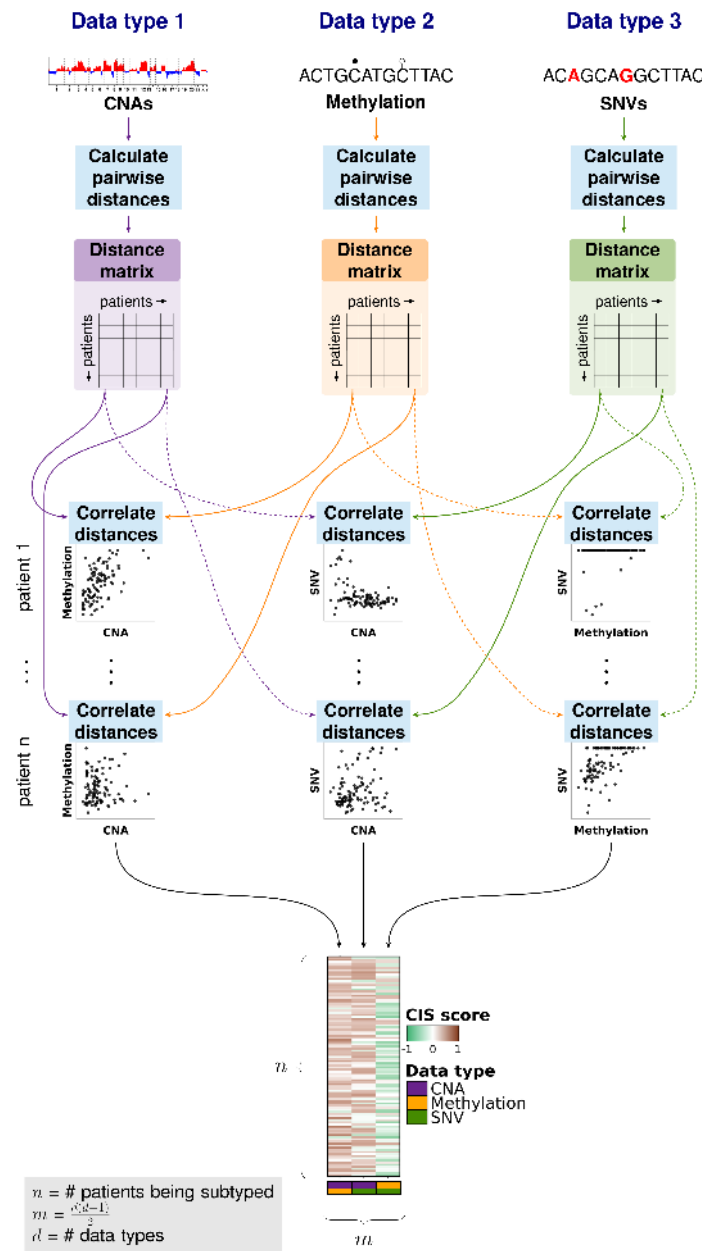 Data type 1
Data type 2
Data type 3
ACTGCATGCTTAC
ACAGCAGGCTTAC
CNAs
Methylation
SNVs
Calculate
pairwise
distances
Calculate
pairwise
distances
Calculate
pairwise
distances
Distance
matrix
Distance
matrix
Distance
matrix
patients
patients
patients
patients
patients
patients
patient 1
Correlate
distances
Methylation
CNA
Correlate
distances
SNV
CNA
Correlate
distances
SNV
Methylation
patient n
Correlate
distances
Methylation
CNA
Correlate
distances
SNV
CNA
Correlate
distances
SNV
Methylation
n
CIS score
-1 0 1
Data type
CNA
Methylation
SNV
m
n = # patients being subtyped
m = d(d−1)/2
d = # data types